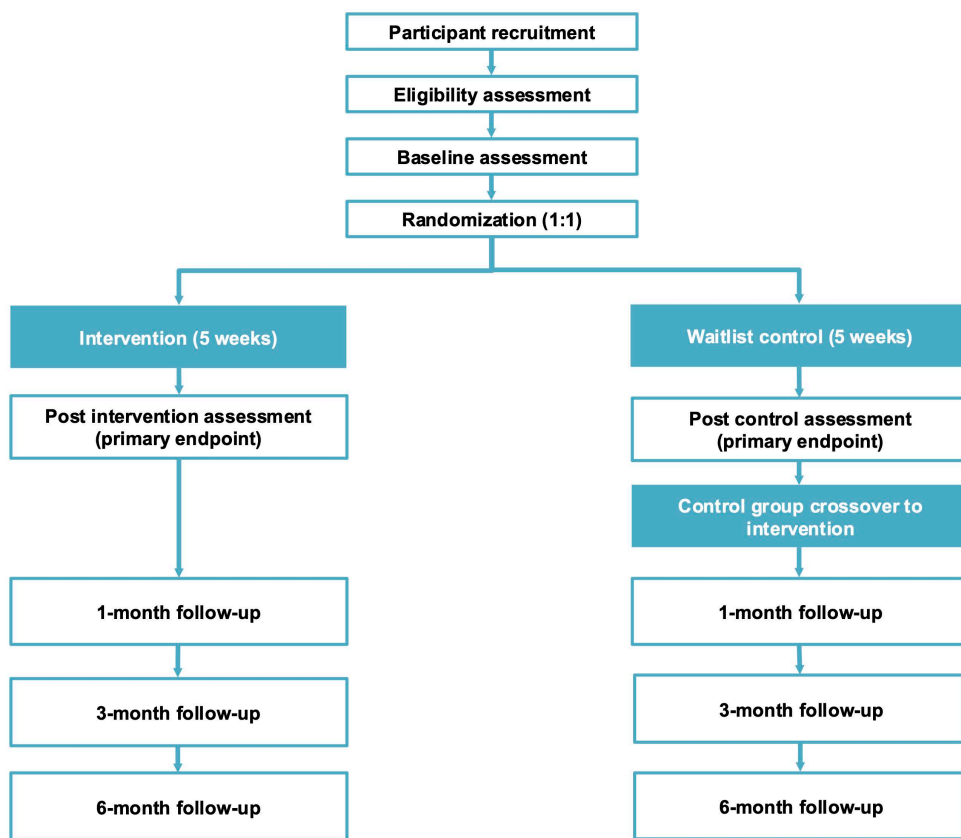 Participant recruitment
Eligibility assessment
Baseline assessment
Randomization (1:1)
Intervention (5 weeks)
Waitlist control (5 weeks)
Post intervention assessment
(primary endpoint)
Post control assessment
(primary endpoint)
Control group crossover to
intervention
1-month follow-up
1-month follow-up
3-month follow-up
3-month follow-up
6-month follow-up
6-month follow-up